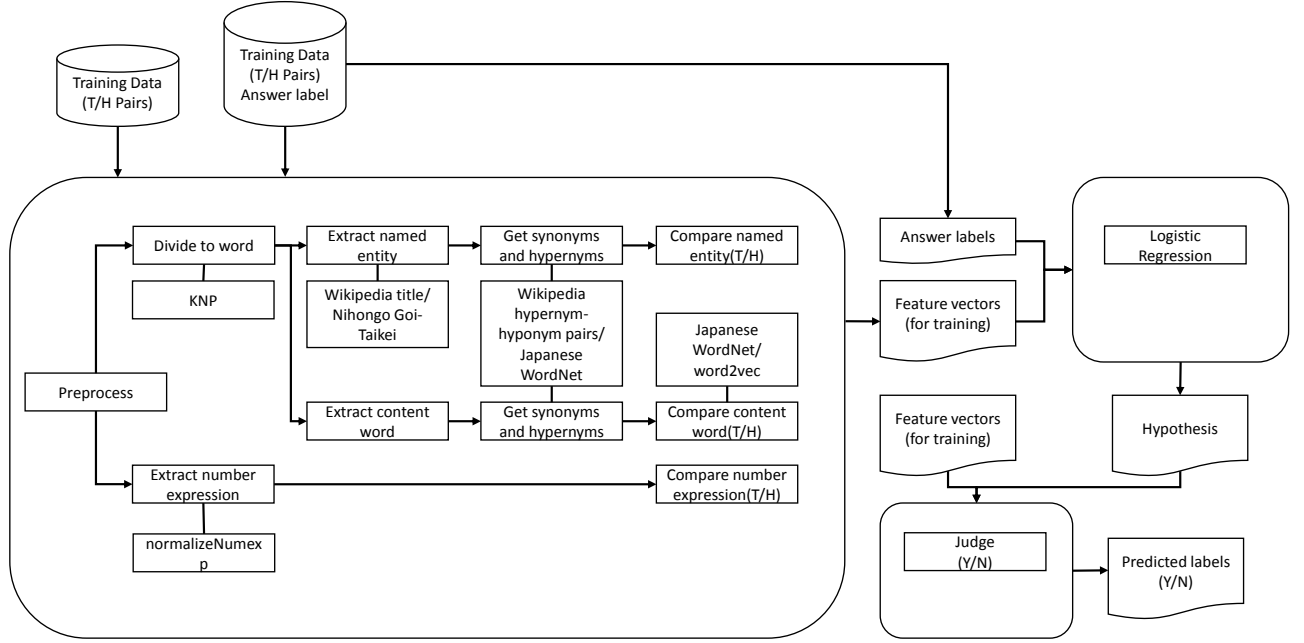 Training Data
(T/H Pairs)
Training Data
(T/H Pairs)
Answer label
Divide to word
KNP
Extract named
entity
Wikipedia title/
Nihongo Goi-
Taikei
Get synonyms
and hypernyms
Wikipedia
hypernym-
hyponym pairs/
Japanese
WordNet
Compare named
entity(T/H)
Japanese
WordNet/
word2vec
Preprocess
Extract content
word
Get synonyms
and hypernyms
Compare content
word(T/H)
Extract number
expression
normalizeNumex
p
Compare number
expression(T/H)
Answer labels
Feature vectors
(for training)
Logistic
Regression
Feature vectors
(for training)
Hypothesis
Judge
(Y/N)
Predicted labels
(Y/N)